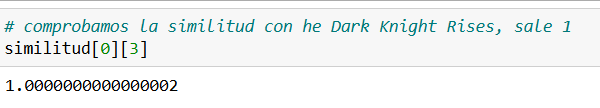 # comprobamos la similitud con he Dark Knight Rises, sale 1
similitud[0][3]
1.0000000000000002